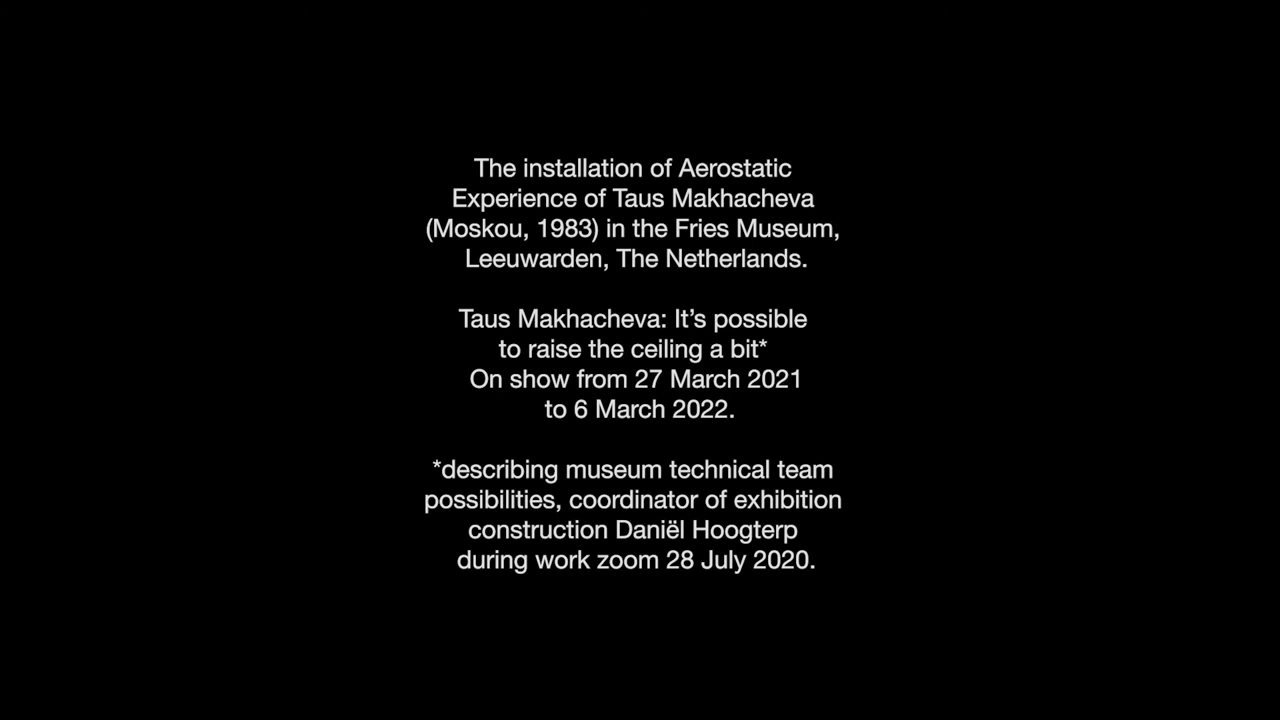 The installation of Aerostatic
Experience of Taus Makhacheva
(Moskou, 1983) in the Fries Museum,
Leeuwarden, The Netherlands.
Taus Makhacheva: It’s possible
to raise the ceiling a bit*
On show from 27 March 2021
to 6 March 2022.
*describing museum technical team
possibilities, coordinator of exhibition
construction Daniël Hoogterp
during work zoom 28 July 2020.